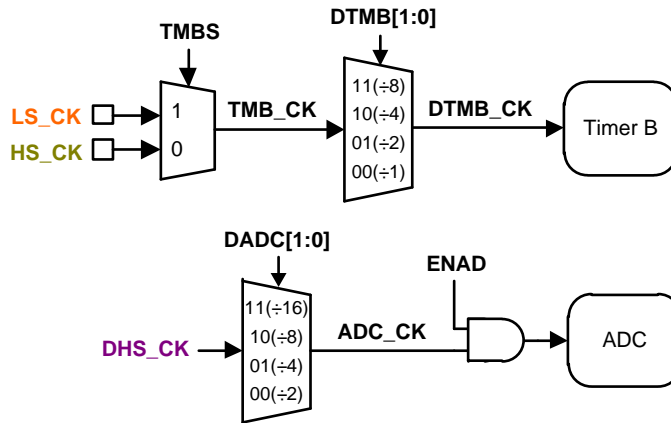 TMBS
DTMB[1:0]
LS_CK
HS_CK
1
0
TMB_CK
11(÷8)
10(÷4)
01(÷2)
00(÷1)
DTMB_CK
Timer B
DADC[1:0]
ENAD
DHS_CK
11(÷16)
10(÷8)
01(÷4)
00(÷2)
ADC_CK
ADC